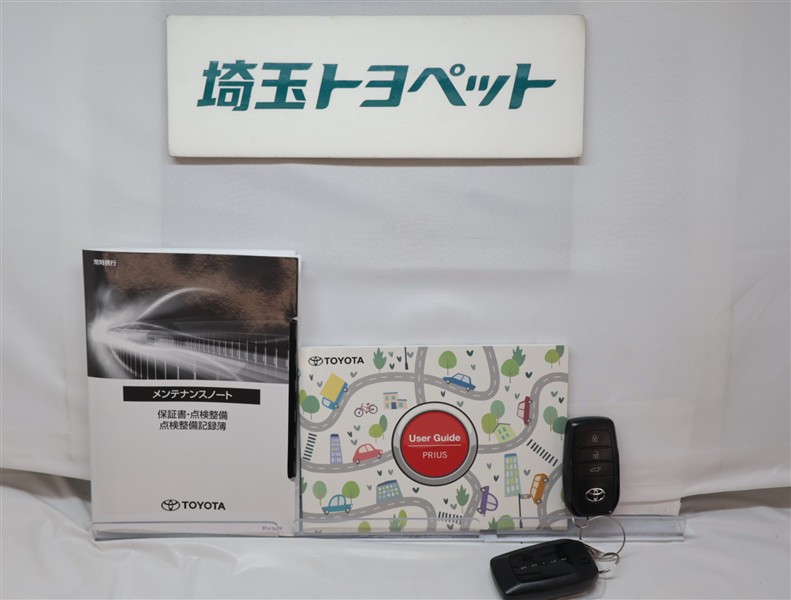 埼玉トヨペット
常時携行
メンテナンスノート
保証書・点検整備
点検整備記録簿
TOYOTA
TOYOTA
User Guide
PRIUS